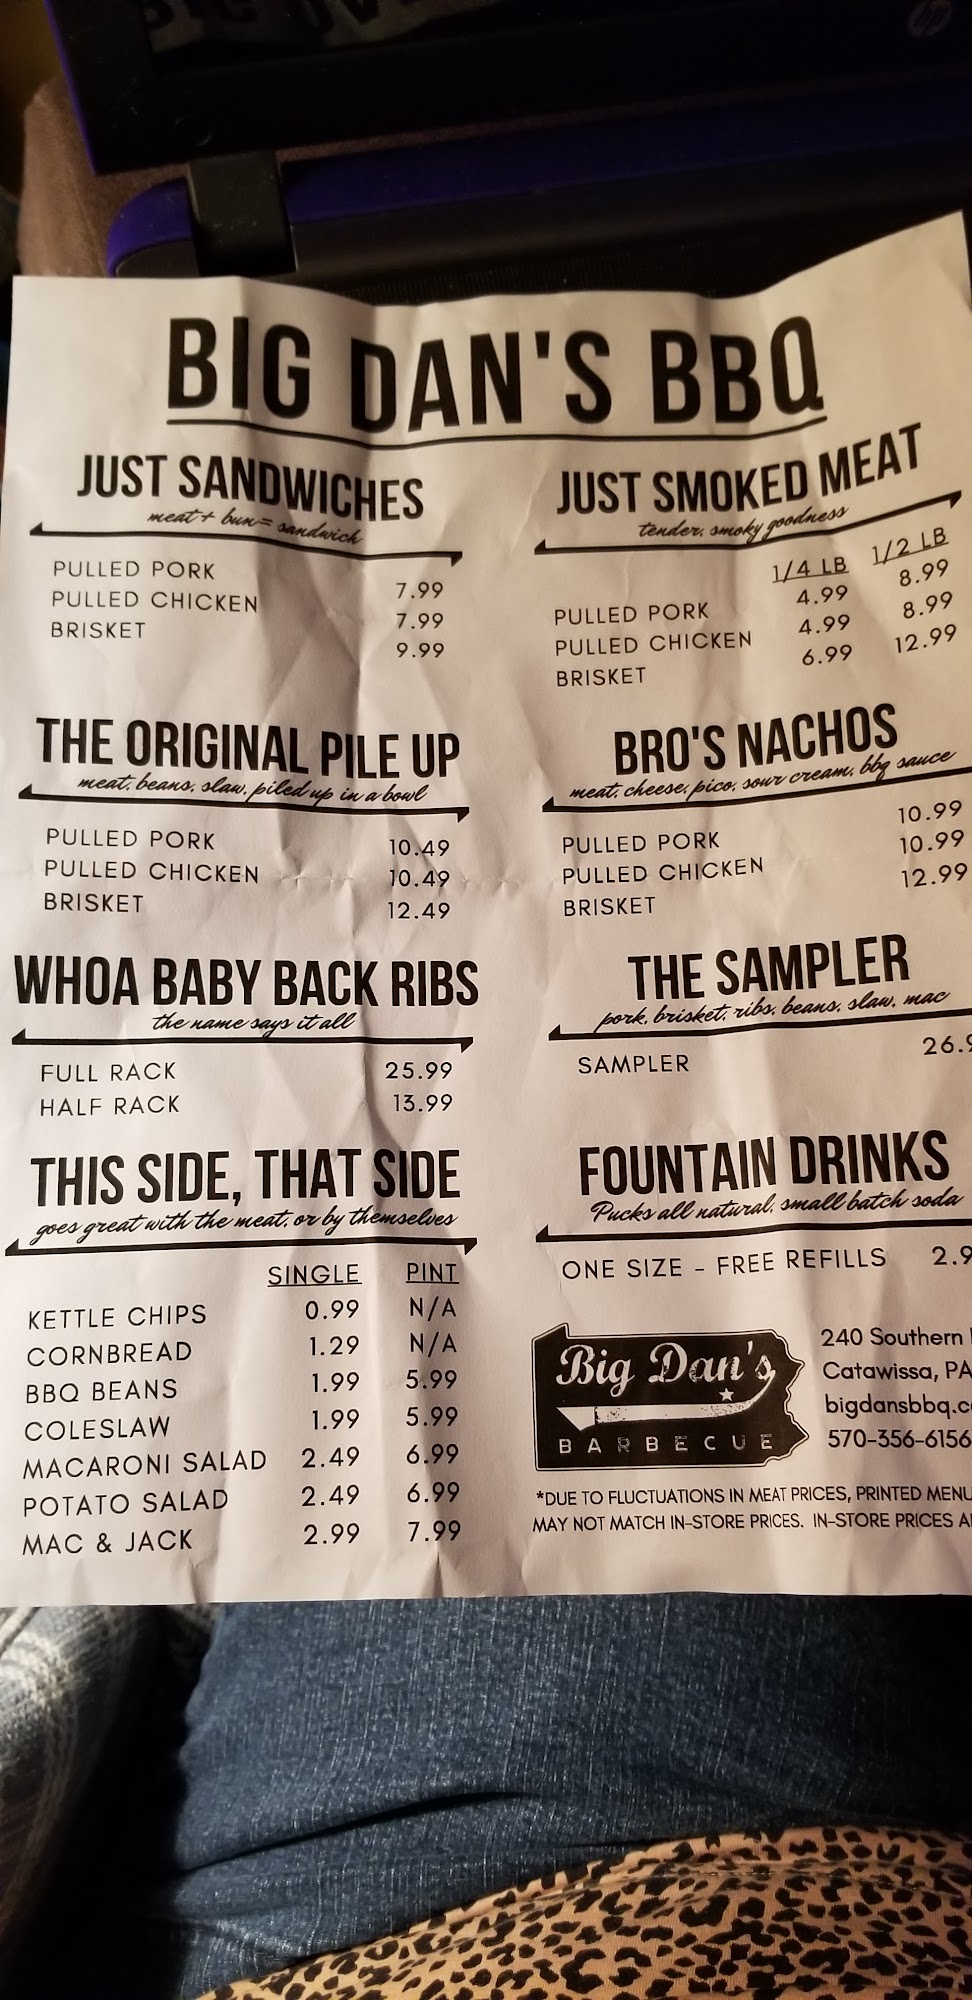 BIG DAN'S BBQ
JUST SANDWICHES
meat + bun = sandwich
PULLED PORK 7.99
PULLED CHICKEN 7.99
BRISKET 9.99
JUST SMOKED MEAT
tender, smoky goodness
1/4 LB 1/2 LB
PULLED PORK 4.99 8.99
PULLED CHICKEN 4.99 8.99
BRISKET 6.99 12.99
THE ORIGINAL PILE UP
meat, beans, slaw, piled up in a bowl
PULLED PORK 10.49
PULLED CHICKEN 10.49
BRISKET 12.49
BRO'S NACHOS
meat, cheese, pico, sour cream, bbq sauce
PULLED PORK 10.99
PULLED CHICKEN 10.99
BRISKET 12.99
WHOA BABY BACK RIBS
the name says it all
FULL RACK 25.99
HALF RACK 13.99
THE SAMPLER
pork, brisket, ribs, beans, slaw, mac
SAMPLER 26.9
THIS SIDE, THAT SIDE
goes great with the meat, or by themselves
SINGLE PINT
KETTLE CHIPS 0.99 N/A
CORNBREAD 1.29 N/A
BBQ BEANS 1.99 5.99
COLESLAW 1.99 5.99
MACARONI SALAD 2.49 6.99
POTATO SALAD 2.49 6.99
MAC & JACK 2.99 7.99
FOUNTAIN DRINKS
Pucks all natural, small batch soda
ONE SIZE - FREE REFILLS 2.9
Big Dan's
BARBECUE
240 Southern
Catawissa, PA
bigdansbbq.c
570-356-6156
*DUE TO FLUCTUATIONS IN MEAT PRICES, PRINTED MENU
MAY NOT MATCH IN-STORE PRICES. IN-STORE PRICES A